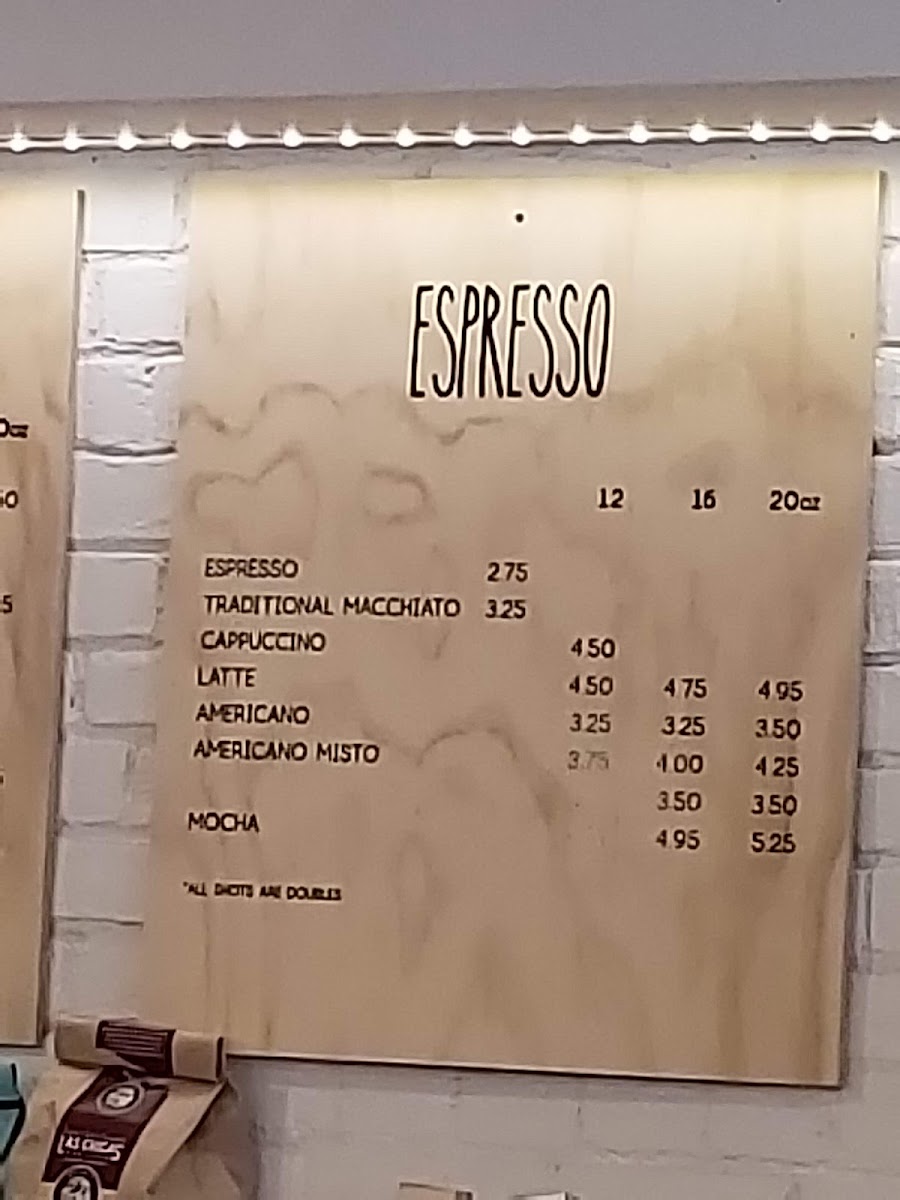 ESPRESSO
12 16 20oz
ESPRESSO 2.75
TRADITIONAL MACCHIATO 3.25
CAPPUCCINO 4.50
LATTE 4.50 4.75 4.95
AMERICANO 3.25 3.25 3.50
AMERICANO MISTO 3.75 4.00 4.25
3.50 3.50
MOCHA 4.95 5.25
*ALL SHOTS ARE DOUBLES
LAS CHICAS